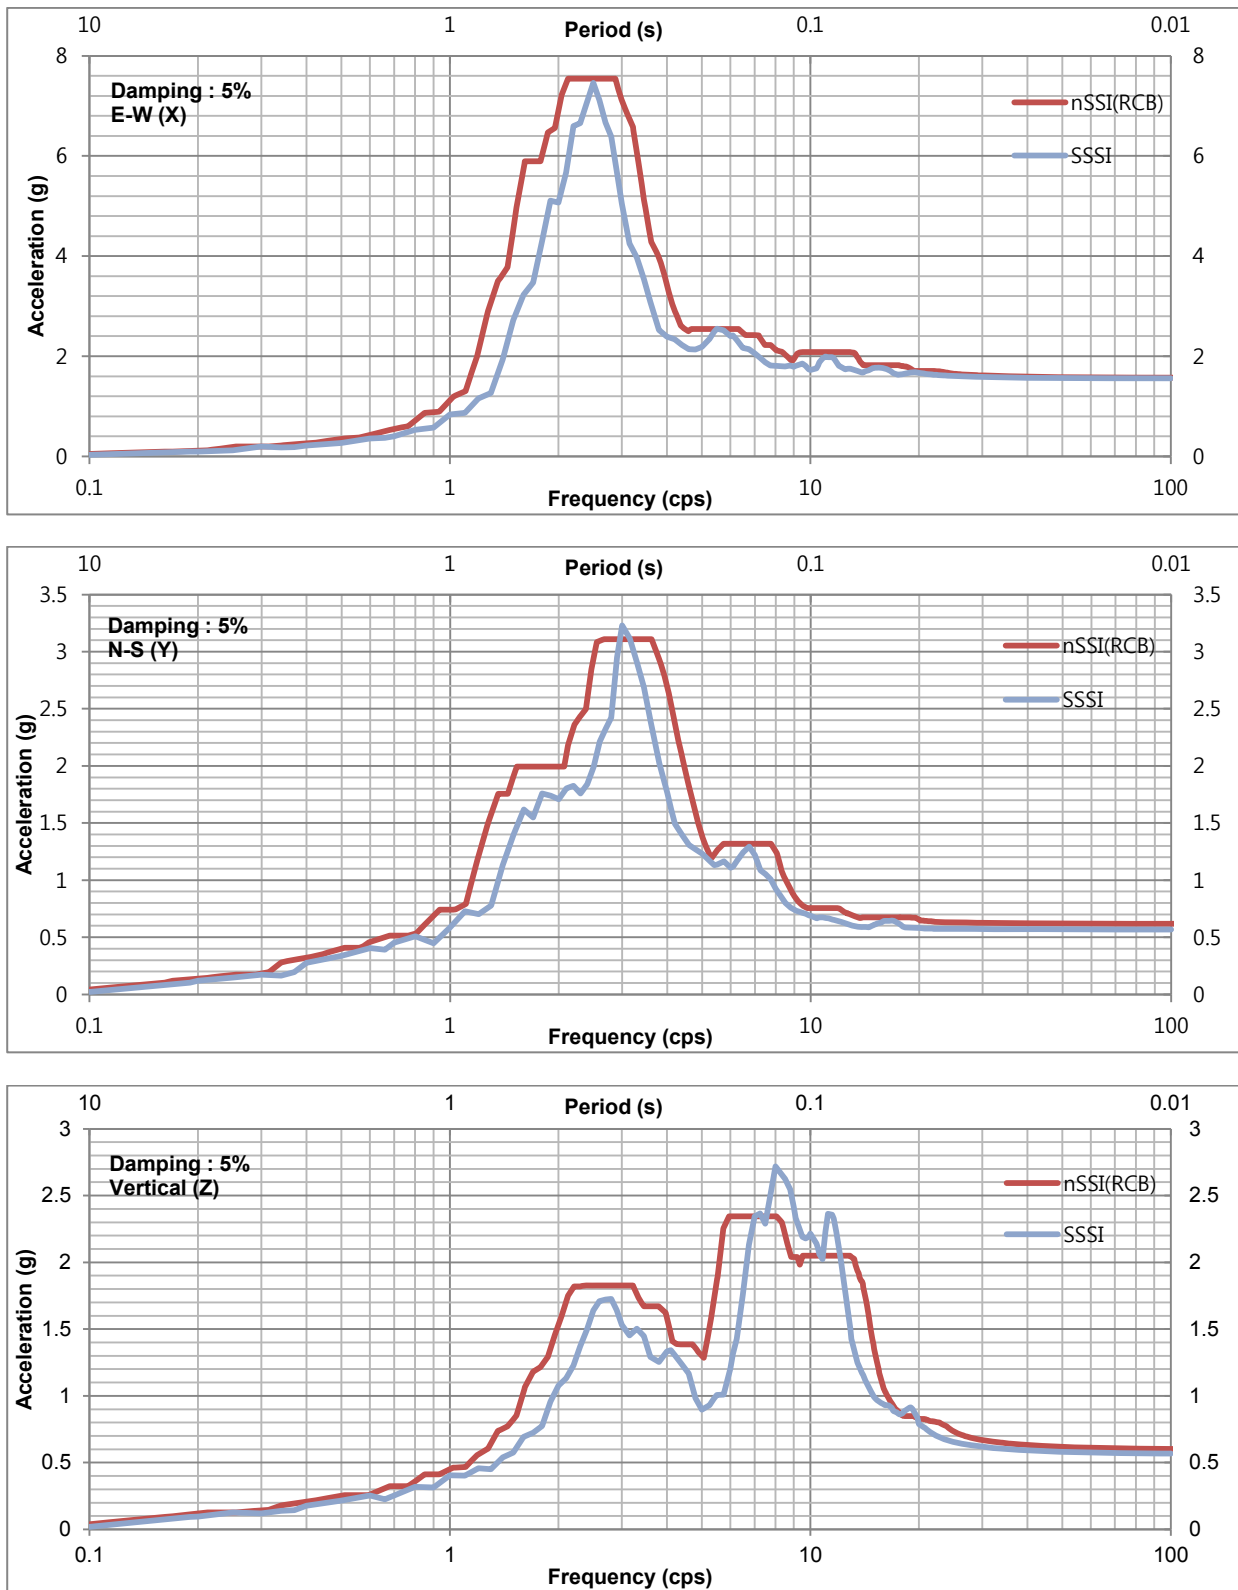 10 1 Period (s) 0.1 0.01
8 8
Damping : 5%
E-W (X)
nSSI(RCB)
6 6
SSSI
Acceleration (g)
4 4
2 2
0 0
0.1 1 Frequency (cps) 10 100
10 1 Period (s) 0.1 0.01
3.5 3.5
Damping : 5%
N-S (Y)
nSSI(RCB)
3 3
SSSI
2.5 2.5
Acceleration (g)
2 2
1.5 1.5
1 1
0.5 0.5
0 0
0.1 1 Frequency (cps) 10 100
10 1 Period (s) 0.1 0.01
3 3
Damping : 5%
Vertical (Z)
nSSI(RCB)
2.5 2.5
SSSI
2 2
Acceleration (g)
1.5 1.5
1 1
0.5 0.5
0 0
0.1 1 Frequency (cps) 10 100